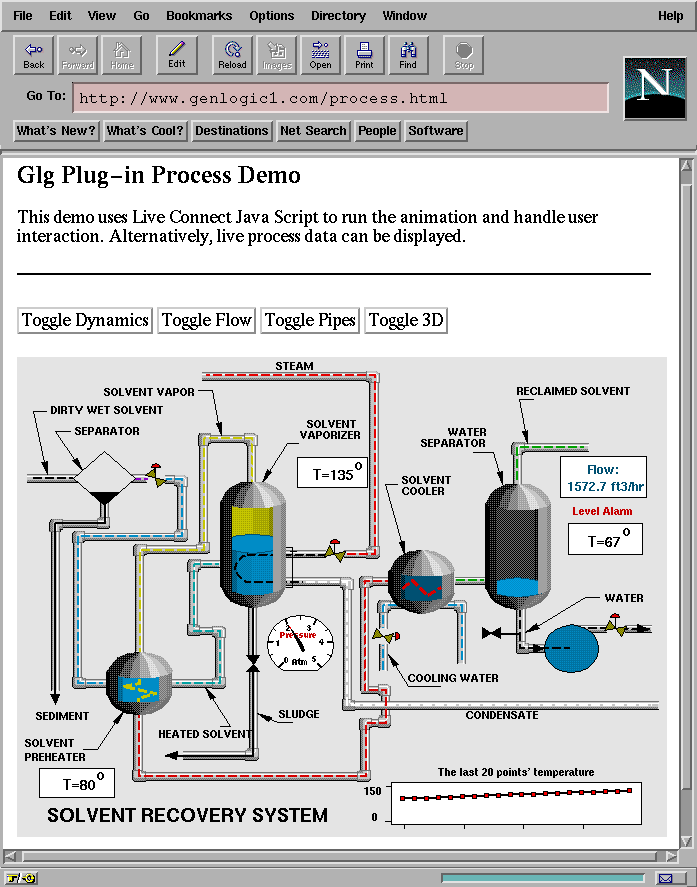 File Edit View Go Bookmarks Options Directory Window Help
Back Forward Home Edit Reload Images Open Print Find Stop
Go To: http://www.genlogic1.com/process.html
N
What's New? What's Cool? Destinations Net Search People Software
Glg Plug-in Process Demo
This demo uses Live Connect Java Script to run the animation and handle user
interaction. Alternatively, live process data can be displayed.
Toggle Dynamics Toggle Flow Toggle Pipes Toggle 3D
STEAM
SOLVENT VAPOR
RECLAIMED SOLVENT
DIRTY WET SOLVENT
SEPARATOR
SOLVENT
VAPORIZER
WATER
SEPARATOR
T=135°
SOLVENT
COOLER
Flow:
1572.7 ft3/hr
Level Alarm
T=67°
WATER
2 3
Pressure
1 4
0 Atm 5
COOLING WATER
SEDIMENT
SLUDGE
CONDENSATE
HEATED SOLVENT
SOLVENT
PREHEATER
T=80°
The last 20 points' temperature
150
0
SOLVENT RECOVERY SYSTEM